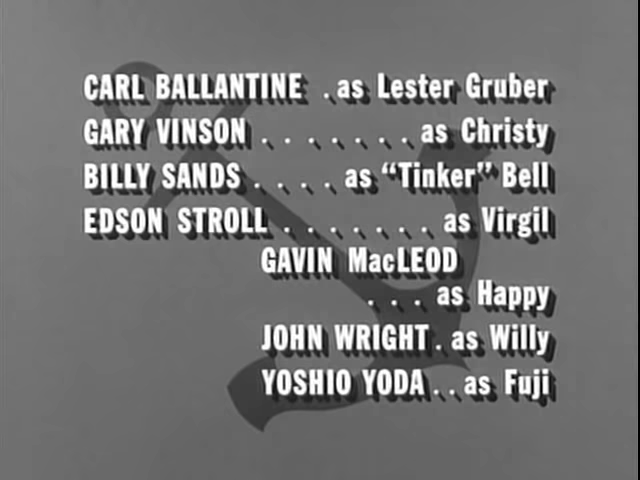 CARL BALLANTINE . as Lester Gruber
GARY VINSON . . . . . . . as Christy
BILLY SANDS . . . . as “Tinker” Bell
EDSON STROLL . . . . . . . as Virgil
GAVIN MacLEOD
. . . as Happy
JOHN WRIGHT . as Willy
YOSHIO YODA . . as Fuji